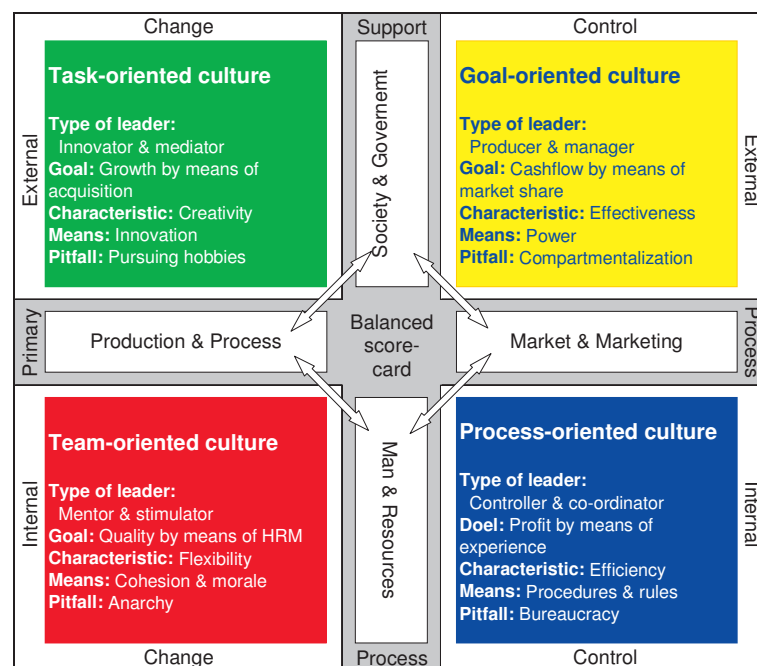 Change
Support
Control
External
Task-oriented culture
Type of leader:
Innovator & mediator
Goal: Growth by means of
acquisition
Characteristic: Creativity
Means: Innovation
Pitfall: Pursuing hobbies
Society & Governemt
Goal-oriented culture
Type of leader:
Producer & manager
Goal: Cashflow by means of
market share
Characteristic: Effectiveness
Means: Power
Pitfall: Compartmentalization
External
Primary
Production & Process
Balanced
score-
card
Market & Marketing
Process
Internal
Team-oriented culture
Type of leader:
Mentor & stimulator
Goal: Quality by means of HRM
Characteristic: Flexibility
Means: Cohesion & morale
Pitfall: Anarchy
Man & Resources
Process-oriented culture
Type of leader:
Controller & co-ordinator
Doel: Profit by means of
experience
Characteristic: Efficiency
Means: Procedures & rules
Pitfall: Bureaucracy
Internal
Change
Process
Control